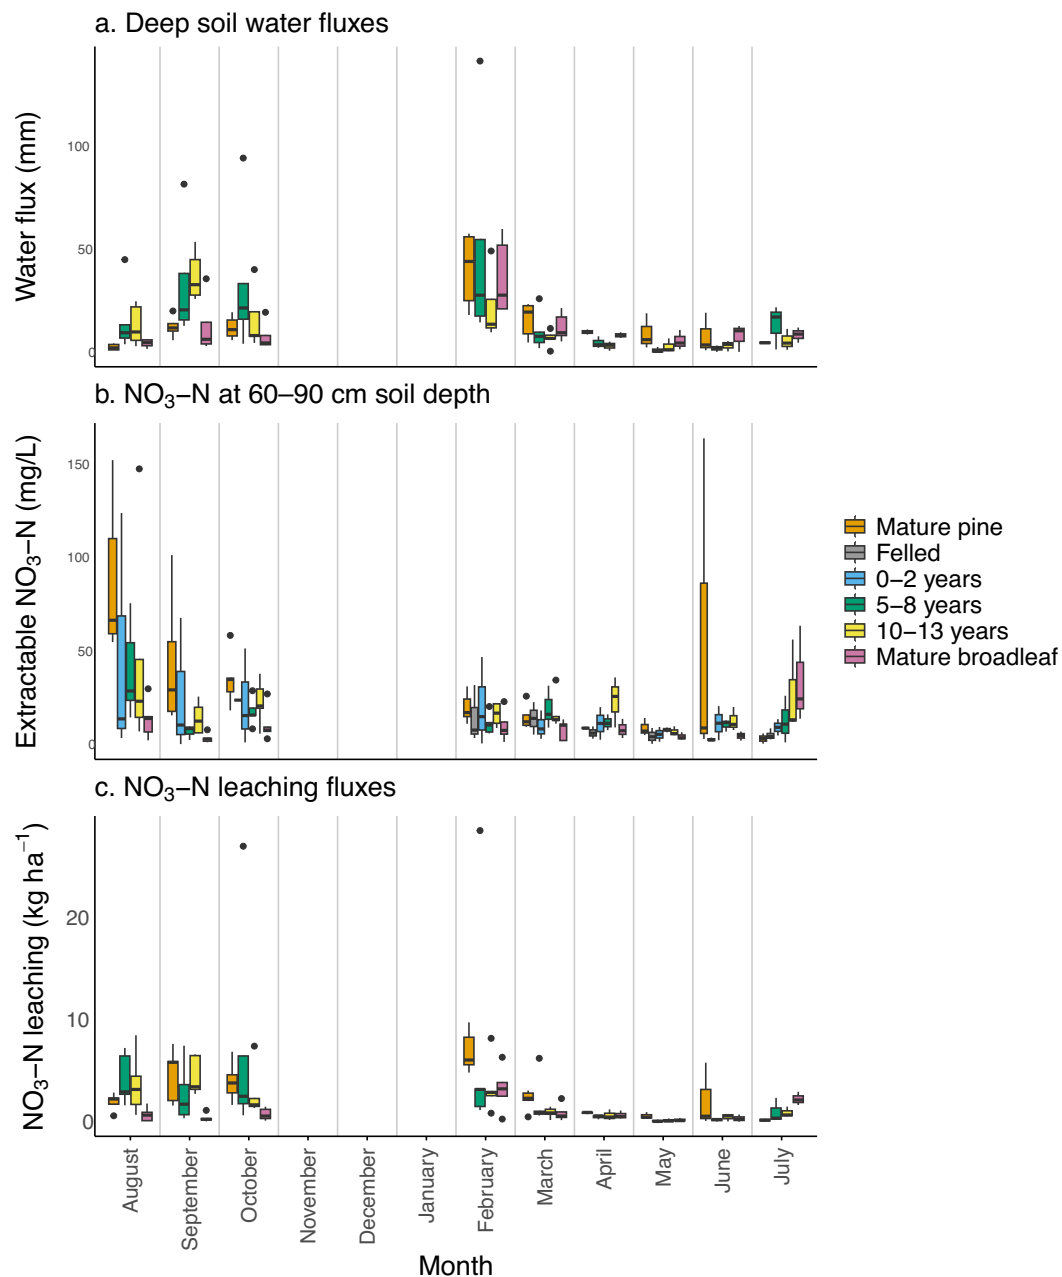 a. Deep soil water fluxes
Water flux (mm)
100
50
0
b. NO₃−N at 60−90 cm soil depth
Extractable NO₃−N (mg/L)
150
100
50
0
Mature pine
Felled
0−2 years
5−8 years
10−13 years
Mature broadleaf
c. NO₃−N leaching fluxes
NO₃−N leaching (kg ha⁻¹)
20
10
0
August
September
October
November
December
January
February
March
April
May
June
July
Month